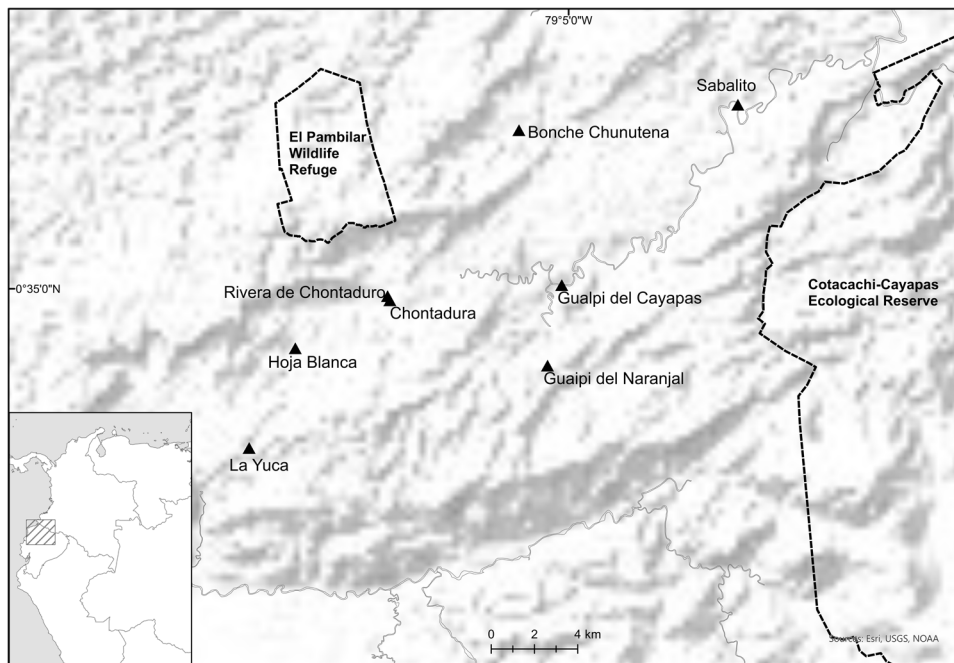 79°5'0"W
Sabalito
Bonche Chunutena
El Pambilar
Wildlife
Refuge
0°35'0"N
Rivera de Chontaduro
Chontadura
Gualpi del Cayapas
Cotacachi-Cayapas
Ecological Reserve
Hoja Blanca
Guaipi del Naranjal
La Yuca
0 2 4 km
Sources: Esri, USGS, NOAA